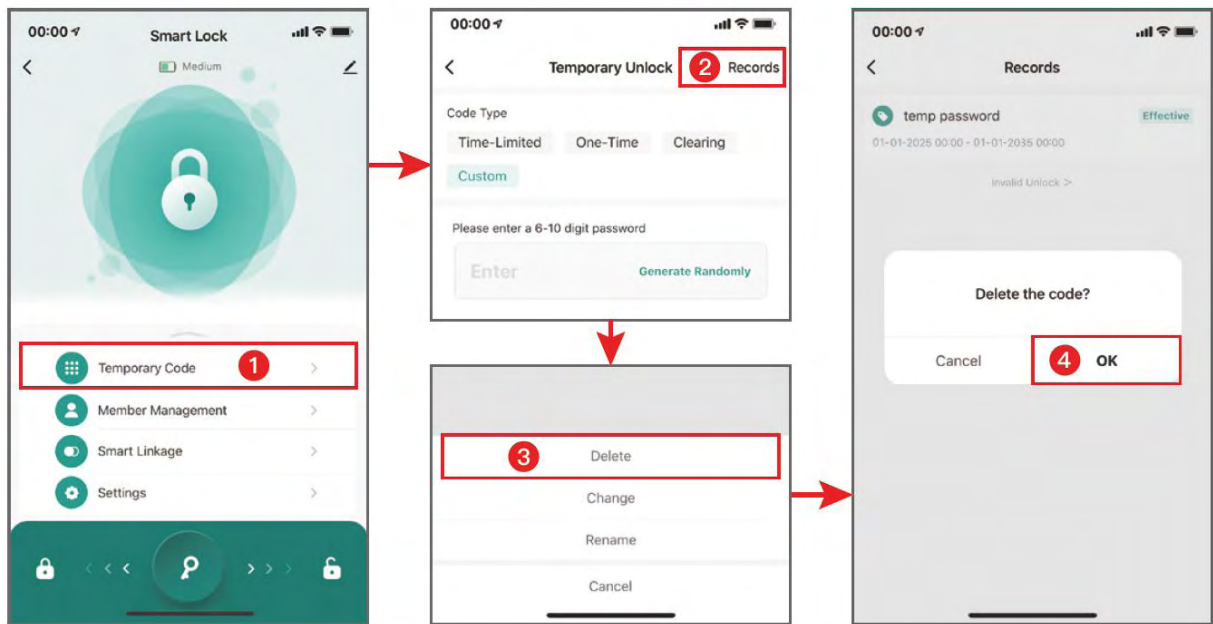 00:00
Smart Lock
Medium
Temporary Code
1
Member Management
Smart Linkage
Settings
00:00
Temporary Unlock
2
Records
Code Type
Time-Limited
One-Time
Clearing
Custom
Please enter a 6-10 digit password
Enter
Generate Randomly
3
Delete
Change
Rename
Cancel
00:00
Records
temp password
Effective
01-01-2025 00:00 - 01-01-2035 00:00
Invalid Unlock >
Delete the code?
Cancel
4
OK